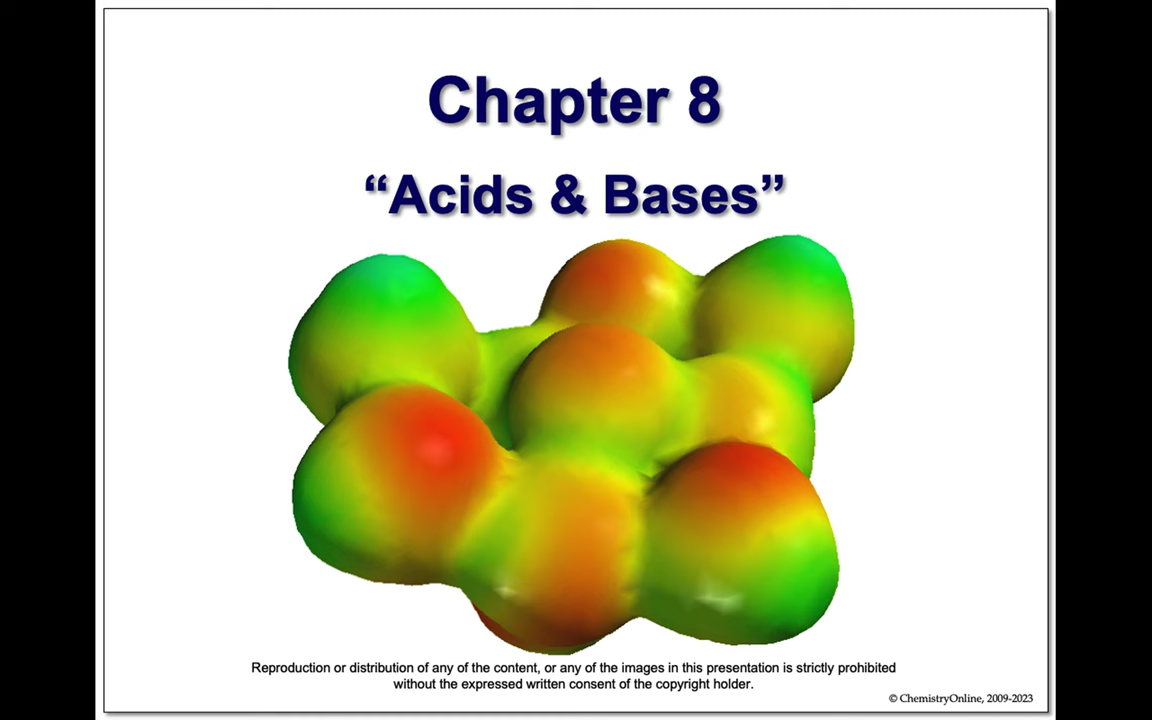 Chapter 8
“Acids & Bases”
Reproduction or distribution of any of the content, or any of the images in this presentation is strictly prohibited
without the expressed written consent of the copyright holder.
© ChemistryOnline, 2009-2023